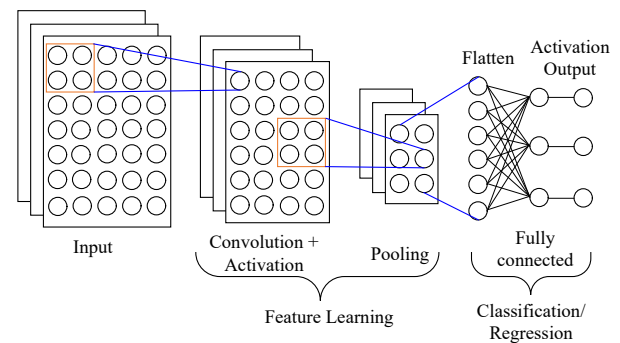 Flatten
Activation
Output
Input
Convolution +
Activation
Pooling
Fully
connected
Feature Learning
Classification/
Regression